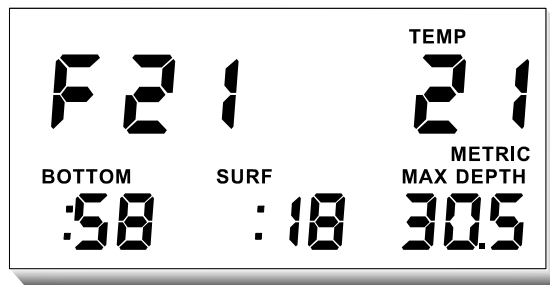 TEMP
F21 21
METRIC
BOTTOM SURF MAX DEPTH
:58 :18 30.5